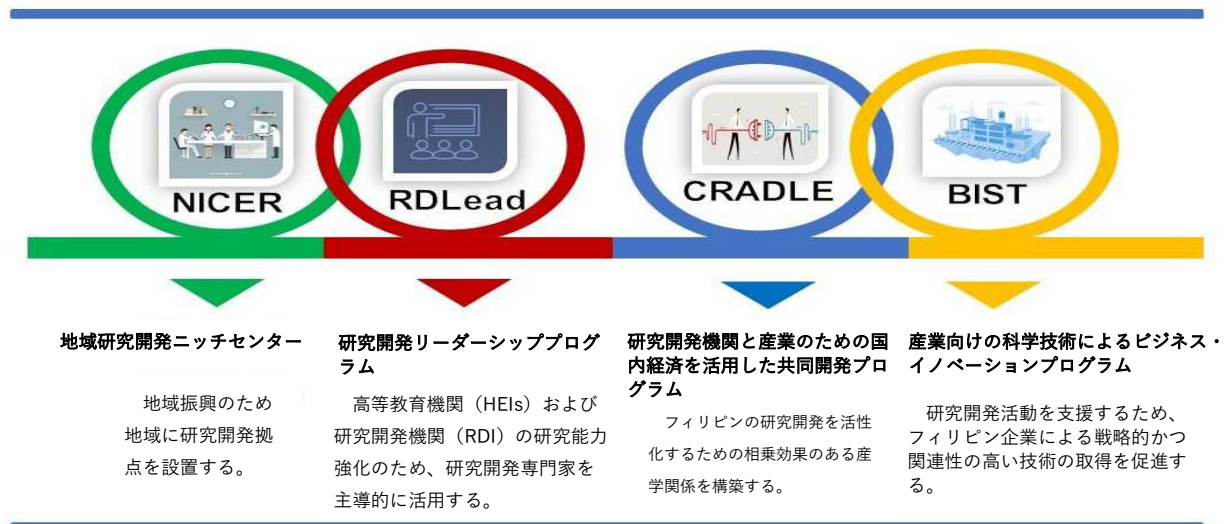 NICER
RDLead
CRADLE
BIST
地域研究開発ニッチセンター
地域振興のため
地域に研究開発拠
点を設置する。
研究開発リーダーシッププログ
ラム
高等教育機関（HEIs）および
研究開発機関（RDI）の研究能力
強化のため、研究開発専門家を
主導的に活用する。
研究開発機関と産業のための国
内経済を活用した共同開発プロ
グラム
フィリピンの研究開発を活性
化するための相乗効果のある産
学関係を構築する。
産業向けの科学技術によるビジネス・
イノベーションプログラム
研究開発活動を支援するため、
フィリピン企業による戦略的かつ
関連性の高い技術の取得を促進す
る。